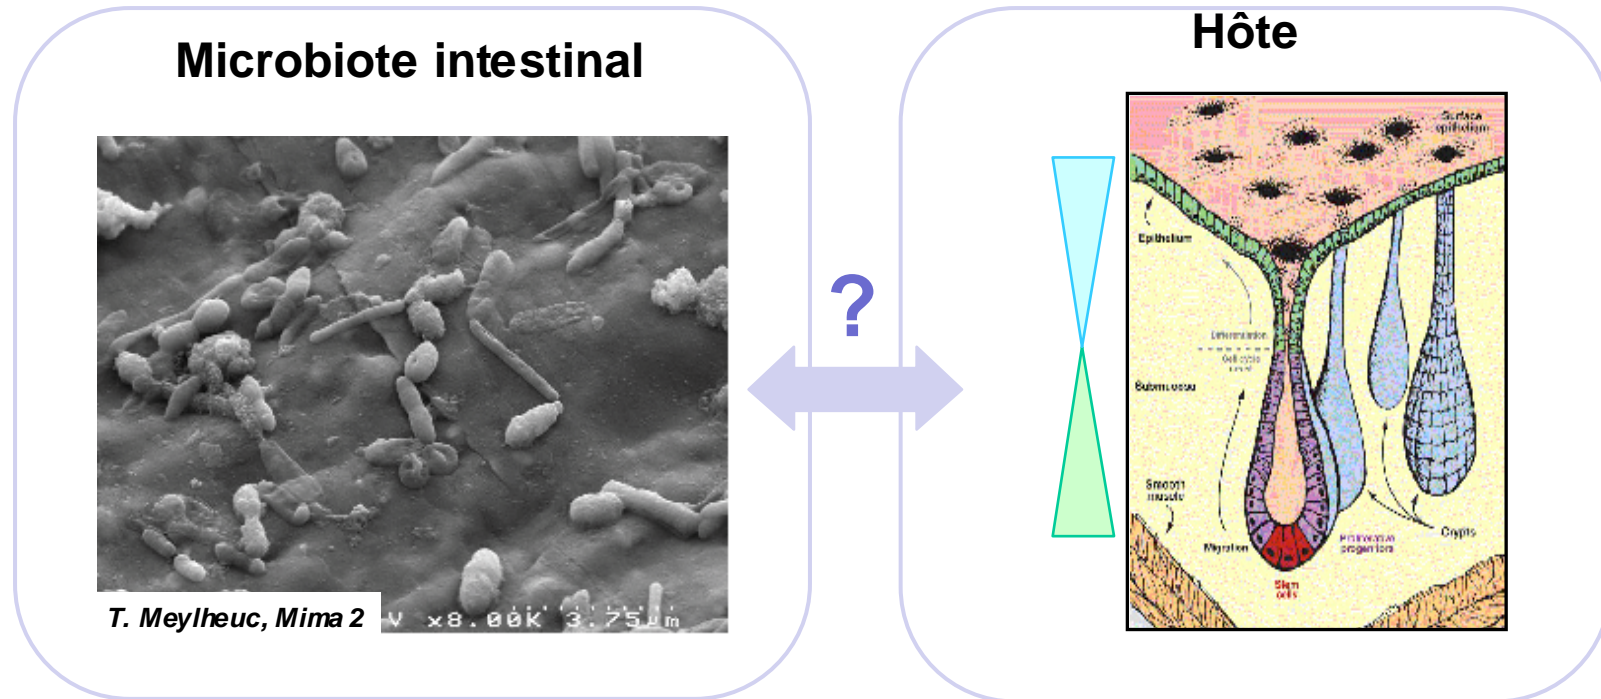 Microbiote intestinal
Hôte
?
T. Meylheuc, Mima 2
V x8.00K 3.75µm
Surface
epithelium
Epithelium
Differentiation
Cell cycle
Submucosa
Smooth
muscle
Migration
Proliferative
progenitors
Crypts
Stem
cells